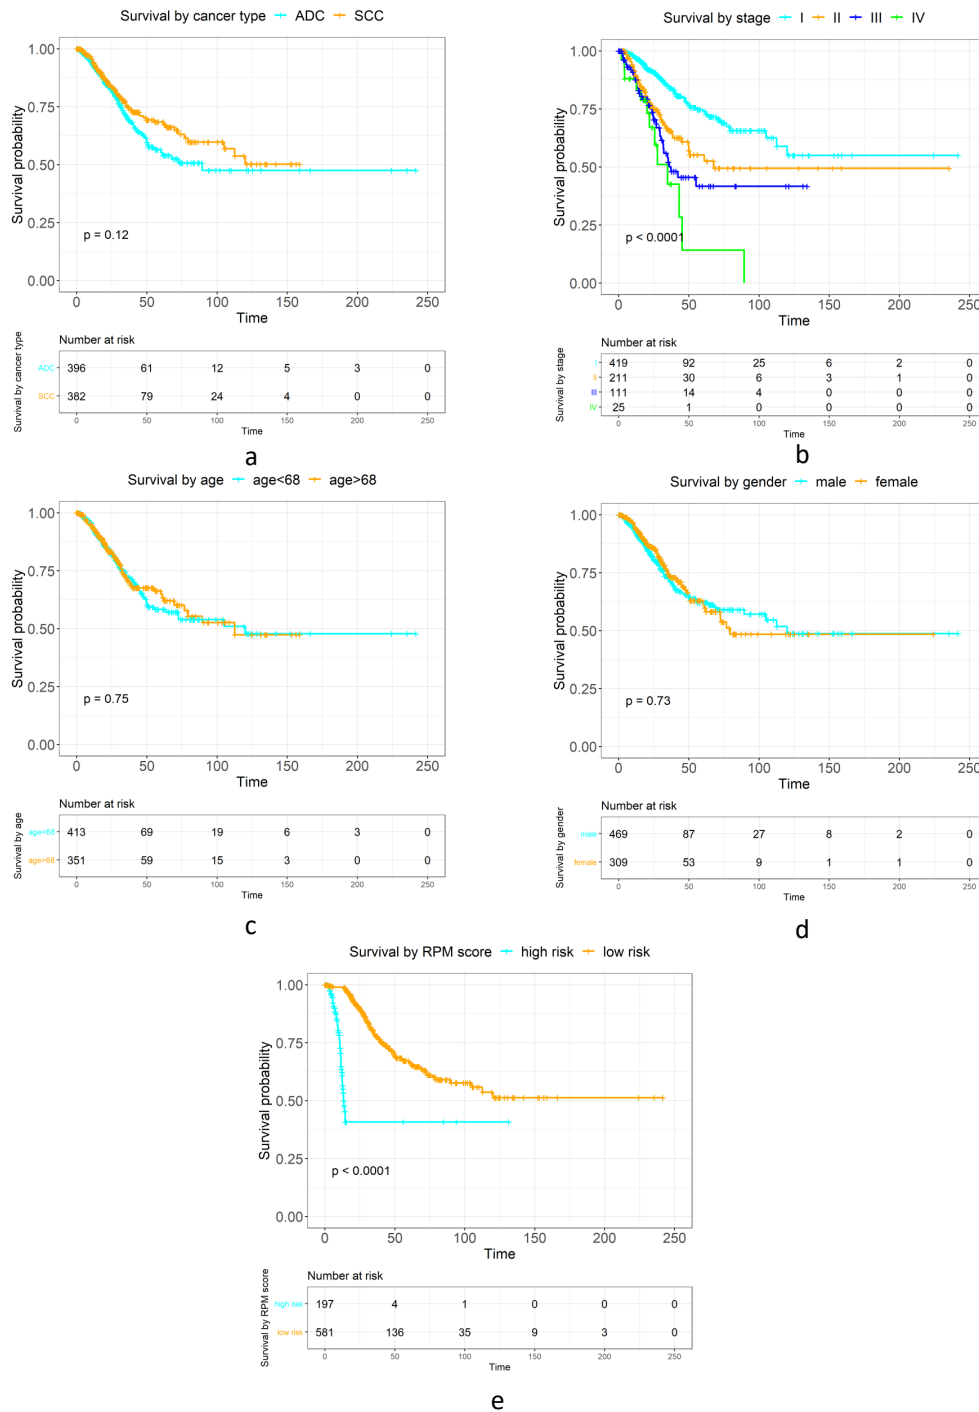 Survival by cancer type ADC SCC
Survival probability
1.00
0.75
0.50
0.25
0.00
p = 0.12
0 50 100 150 200 250
Time
Number at risk
Survival by cancer type
ADC 396 61 12 5 3 0
SCC 382 79 24 4 0 0
0 50 100 150 200 250
Time
a
Survival by stage I II III IV
Survival probability
1.00
0.75
0.50
0.25
0.00
p < 0.0001
0 50 100 150 200 250
Time
Number at risk
Survival by stage
I 419 92 25 6 2 0
II 211 30 6 3 1 0
III 111 14 4 0 0 0
IV 25 1 0 0 0 0
0 50 100 150 200 250
Time
b
Survival by age age<68 age>68
Survival probability
1.00
0.75
0.50
0.25
0.00
p = 0.75
0 50 100 150 200 250
Time
Number at risk
Survival by age
age<68 413 69 19 6 3 0
age>68 351 59 15 3 0 0
0 50 100 150 200 250
Time
c
Survival by gender male female
Survival probability
1.00
0.75
0.50
0.25
0.00
p = 0.73
0 50 100 150 200 250
Time
Number at risk
Survival by gender
male 469 87 27 8 2 0
female 309 53 9 1 1 0
0 50 100 150 200 250
Time
d
Survival by RPM score high risk low risk
Survival probability
1.00
0.75
0.50
0.25
0.00
p < 0.0001
0 50 100 150 200 250
Time
Number at risk
Survival by RPM score
high risk 197 4 1 0 0 0
low risk 581 136 35 9 3 0
0 50 100 150 200 250
Time
e